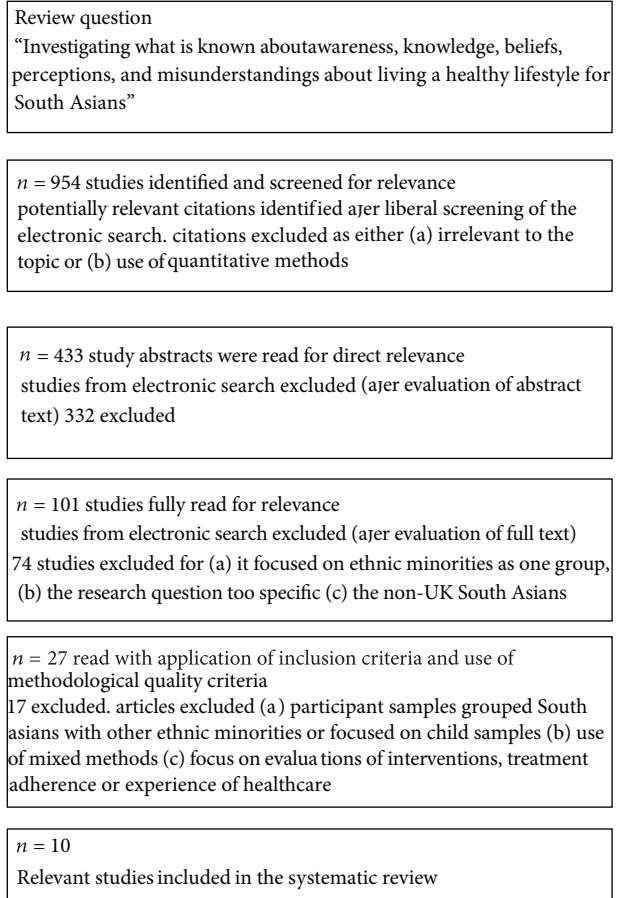 Review question
“Investigating what is known aboutawareness, knowledge, beliefs,
perceptions, and misunderstandings about living a healthy lifestyle for
South Asians”
n = 954 studies identified and screened for relevance
potentially relevant citations identified aȷer liberal screening of the
electronic search. citations excluded as either (a) irrelevant to the
topic or (b) use of quantitative methods
n = 433 study abstracts were read for direct relevance
studies from electronic search excluded (aȷer evaluation of abstract
text) 332 excluded
n = 101 studies fully read for relevance
studies from electronic search excluded (aȷer evaluation of full text)
74 studies excluded for (a) it focused on ethnic minorities as one group,
(b) the research question too specific (c) the non-UK South Asians
n = 27 read with application of inclusion criteria and use of
methodological quality criteria
17 excluded. articles excluded (a) participant samples grouped South
asians with other ethnic minorities or focused on child samples (b) use
of mixed methods (c) focus on evalua tions of interventions, treatment
adherence or experience of healthcare
n = 10
Relevant studies included in the systematic review